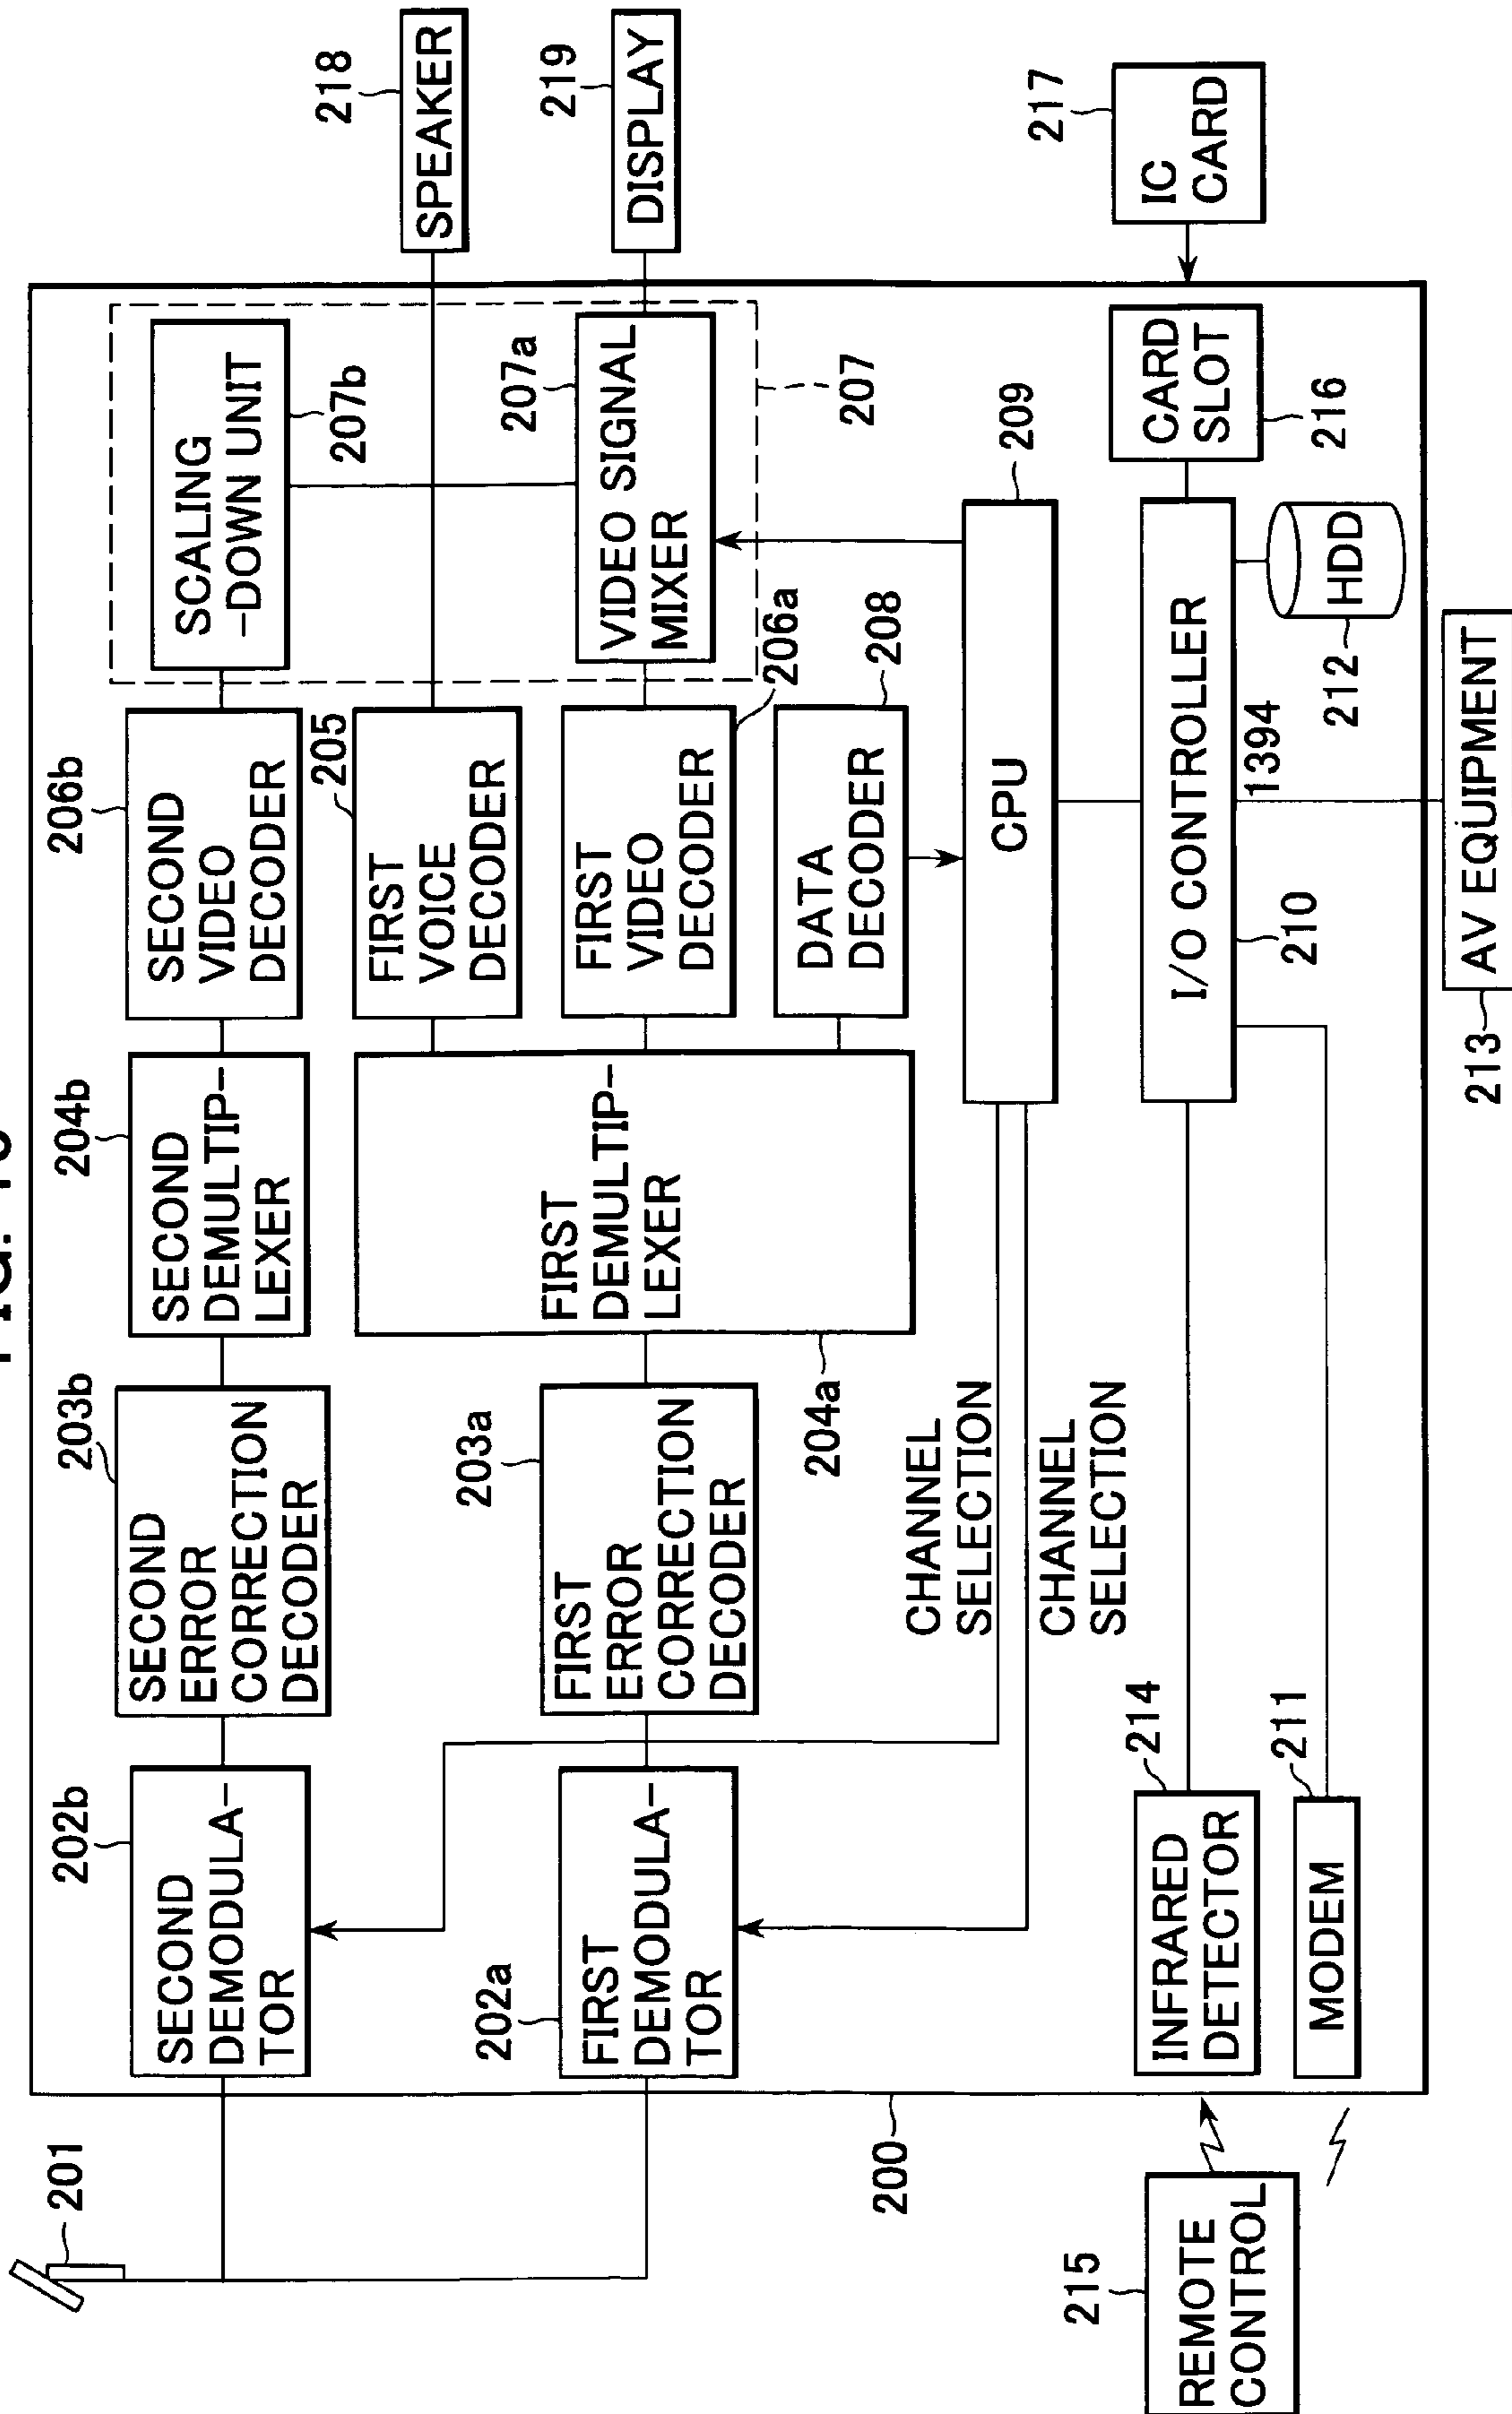 FIG.
201
202b
SECOND
DEMODULA-
TOR
203b
SECOND
ERROR
CORRECTION
DECODER
204b
SECOND
DEMULTIP-
LEXER
206b
SECOND
VIDEO
DECODER
SCALING
-DOWN UNIT
207b
218
SPEAKER
205
FIRST
VOICE
DECODER
202a
FIRST
DEMODULA-
TOR
203a
FIRST
ERROR
CORRECTION
DECODER
FIRST
DEMULTIP-
LEXER
204a
FIRST
VIDEO
DECODER
206a
207a
VIDEO SIGNAL
MIXER
207
219
DISPLAY
DATA
DECODER
208
CHANNEL
SELECTION
CHANNEL
SELECTION
CPU
209
200
215
REMOTE
CONTROL
214
INFRARED
DETECTOR
211
MODEM
I/O CONTROLLER
210
1394
212
HDD
CARD
SLOT
216
217
IC
CARD
213
AV EQUIPMENT